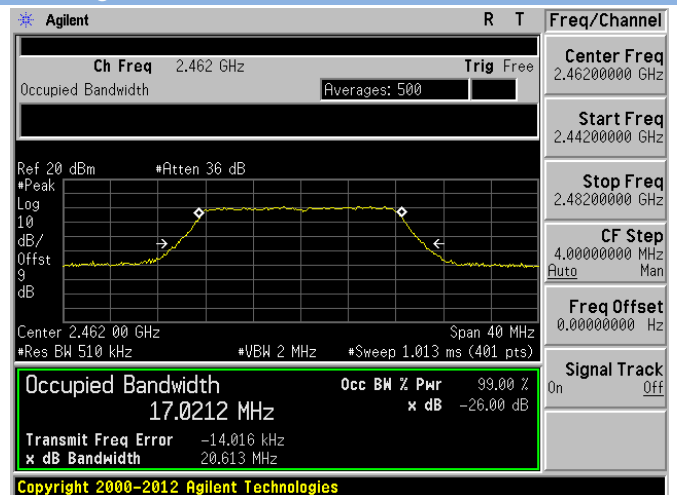 Agilent R T Freq/Channel
Ch Freq 2.462 GHz Trig Free
Occupied Bandwidth Averages: 500
Center Freq
2.46200000 GHz
Start Freq
2.44200000 GHz
Stop Freq
2.48200000 GHz
CF Step
4.00000000 MHz
Auto Man
Freq Offset
0.00000000 Hz
Signal Track
On Off
Ref 20 dBm #Atten 36 dB
#Peak
Log
10
dB/
Offst
9
dB
Center 2.462 00 GHz Span 40 MHz
#Res BW 510 kHz #VBW 2 MHz #Sweep 1.013 ms (401 pts)
Occupied Bandwidth Occ BW % Pwr 99.00 %
17.0212 MHz x dB -26.00 dB
Transmit Freq Error -14.016 kHz
x dB Bandwidth 20.613 MHz
Copyright 2000-2012 Agilent Technologies